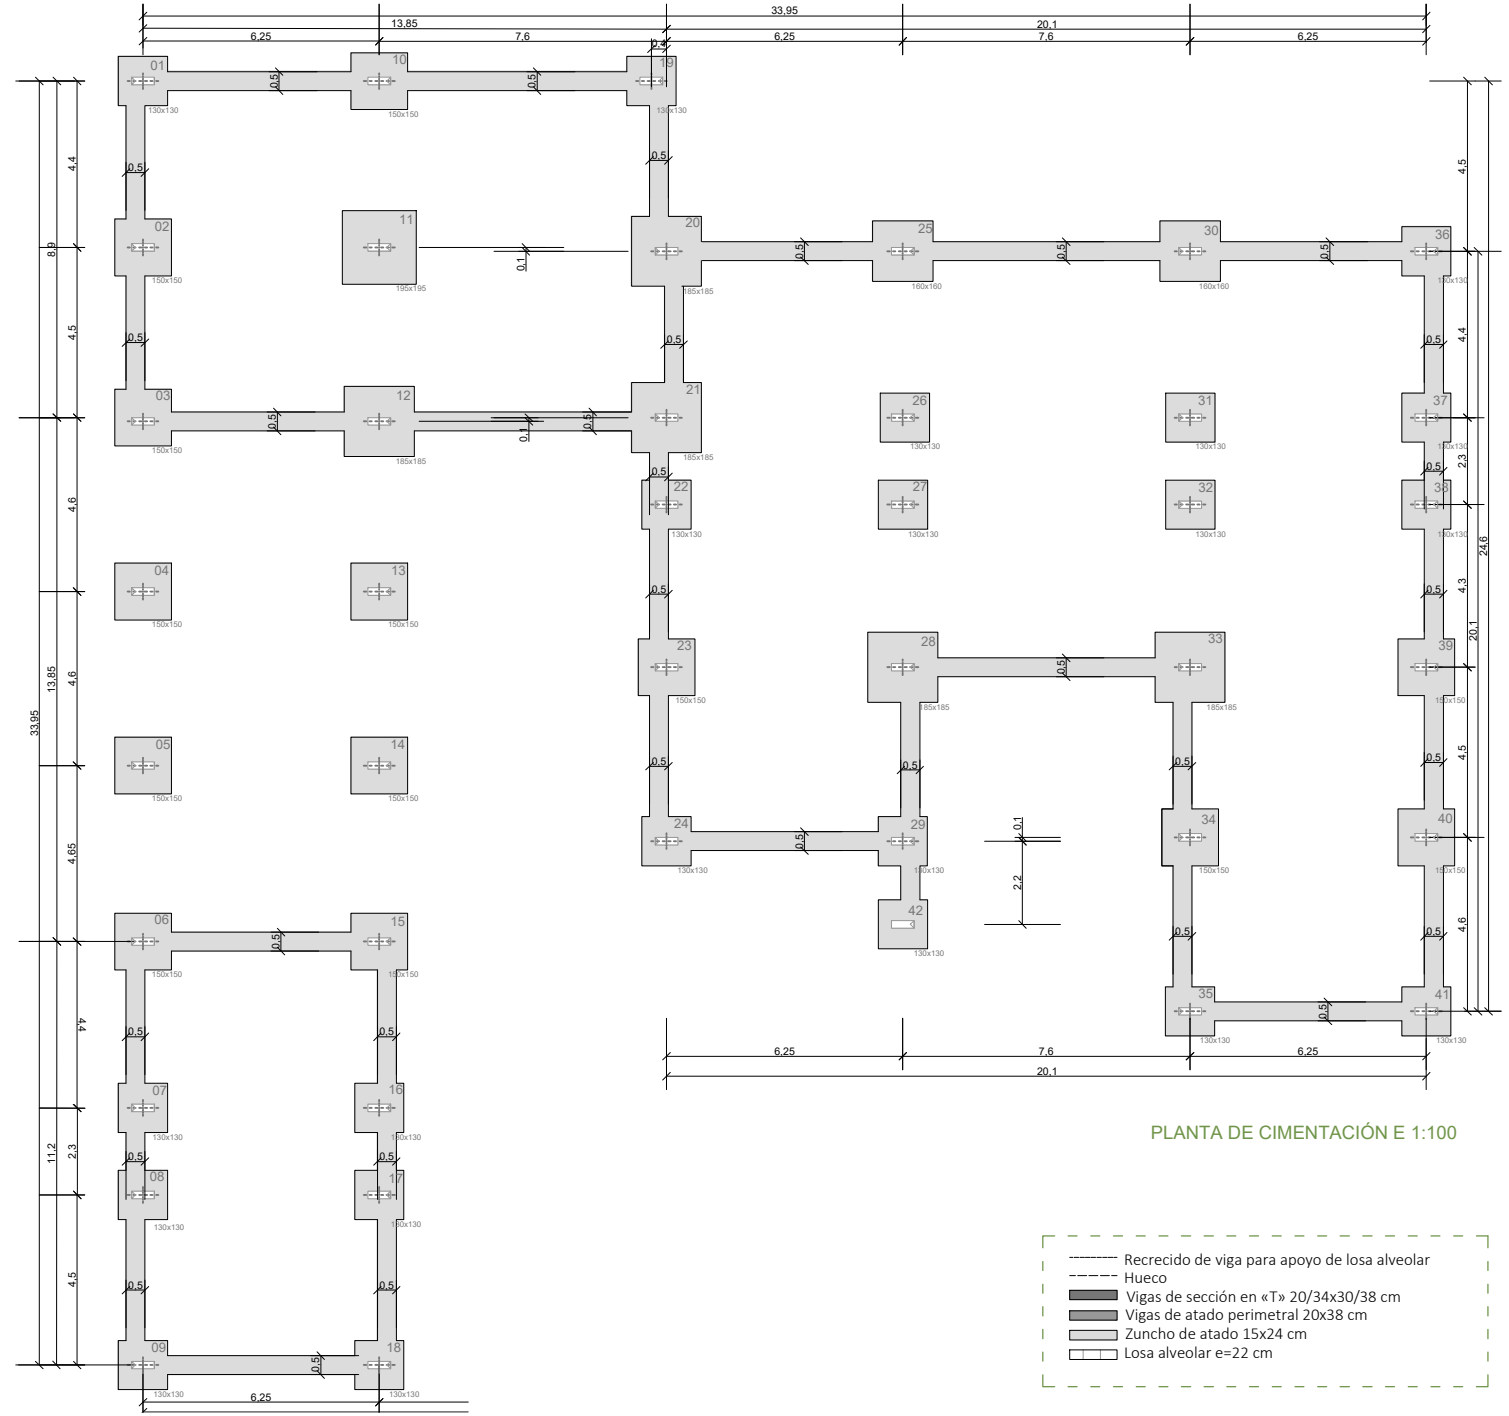 33,95
13,85
20,1
6,25
7,6
6,25
7,6
6,25
0,4
01
130x130
0,5
10
150x150
0,5
19
130x130
4,4
0,5
0,5
4,5
02
150x150
11
195x195
0,1
20
185x185
0,5
25
160x160
0,5
30
160x160
0,5
36
130x130
8,9
4,5
0,5
0,5
0,5
4,4
03
150x150
0,5
12
185x185
0,1
0,5
21
185x185
26
130x130
31
130x130
37
130x130
4,6
0,5
0,5
2,3
22
130x130
27
130x130
32
130x130
38
130x130
24,6
04
150x150
13
150x150
0,5
0,5
4,3
20,1
13,85
4,6
33,95
23
150x150
28
185x185
0,5
33
185x185
39
150x150
05
150x150
14
150x150
0,5
0,5
0,5
0,5
4,5
4,65
24
130x130
0,5
29
130x130
0,1
2,2
34
150x150
40
150x150
06
150x150
0,5
15
150x150
42
130x130
0,5
0,5
4,6
4,4
0,5
0,5
35
130x130
0,5
41
130x130
6,25
7,6
6,25
20,1
07
130x130
16
130x130
11,2
2,3
0,5
0,5
08
130x130
17
130x130
4,5
0,5
0,5
09
130x130
0,5
18
130x130
6,25
PLANTA DE CIMENTACIÓN E 1:100
Recrecido de viga para apoyo de losa alveolar
Hueco
Vigas de sección en «T» 20/34x30/38 cm
Vigas de atado perimetral 20x38 cm
Zuncho de atado 15x24 cm
Losa alveolar e=22 cm